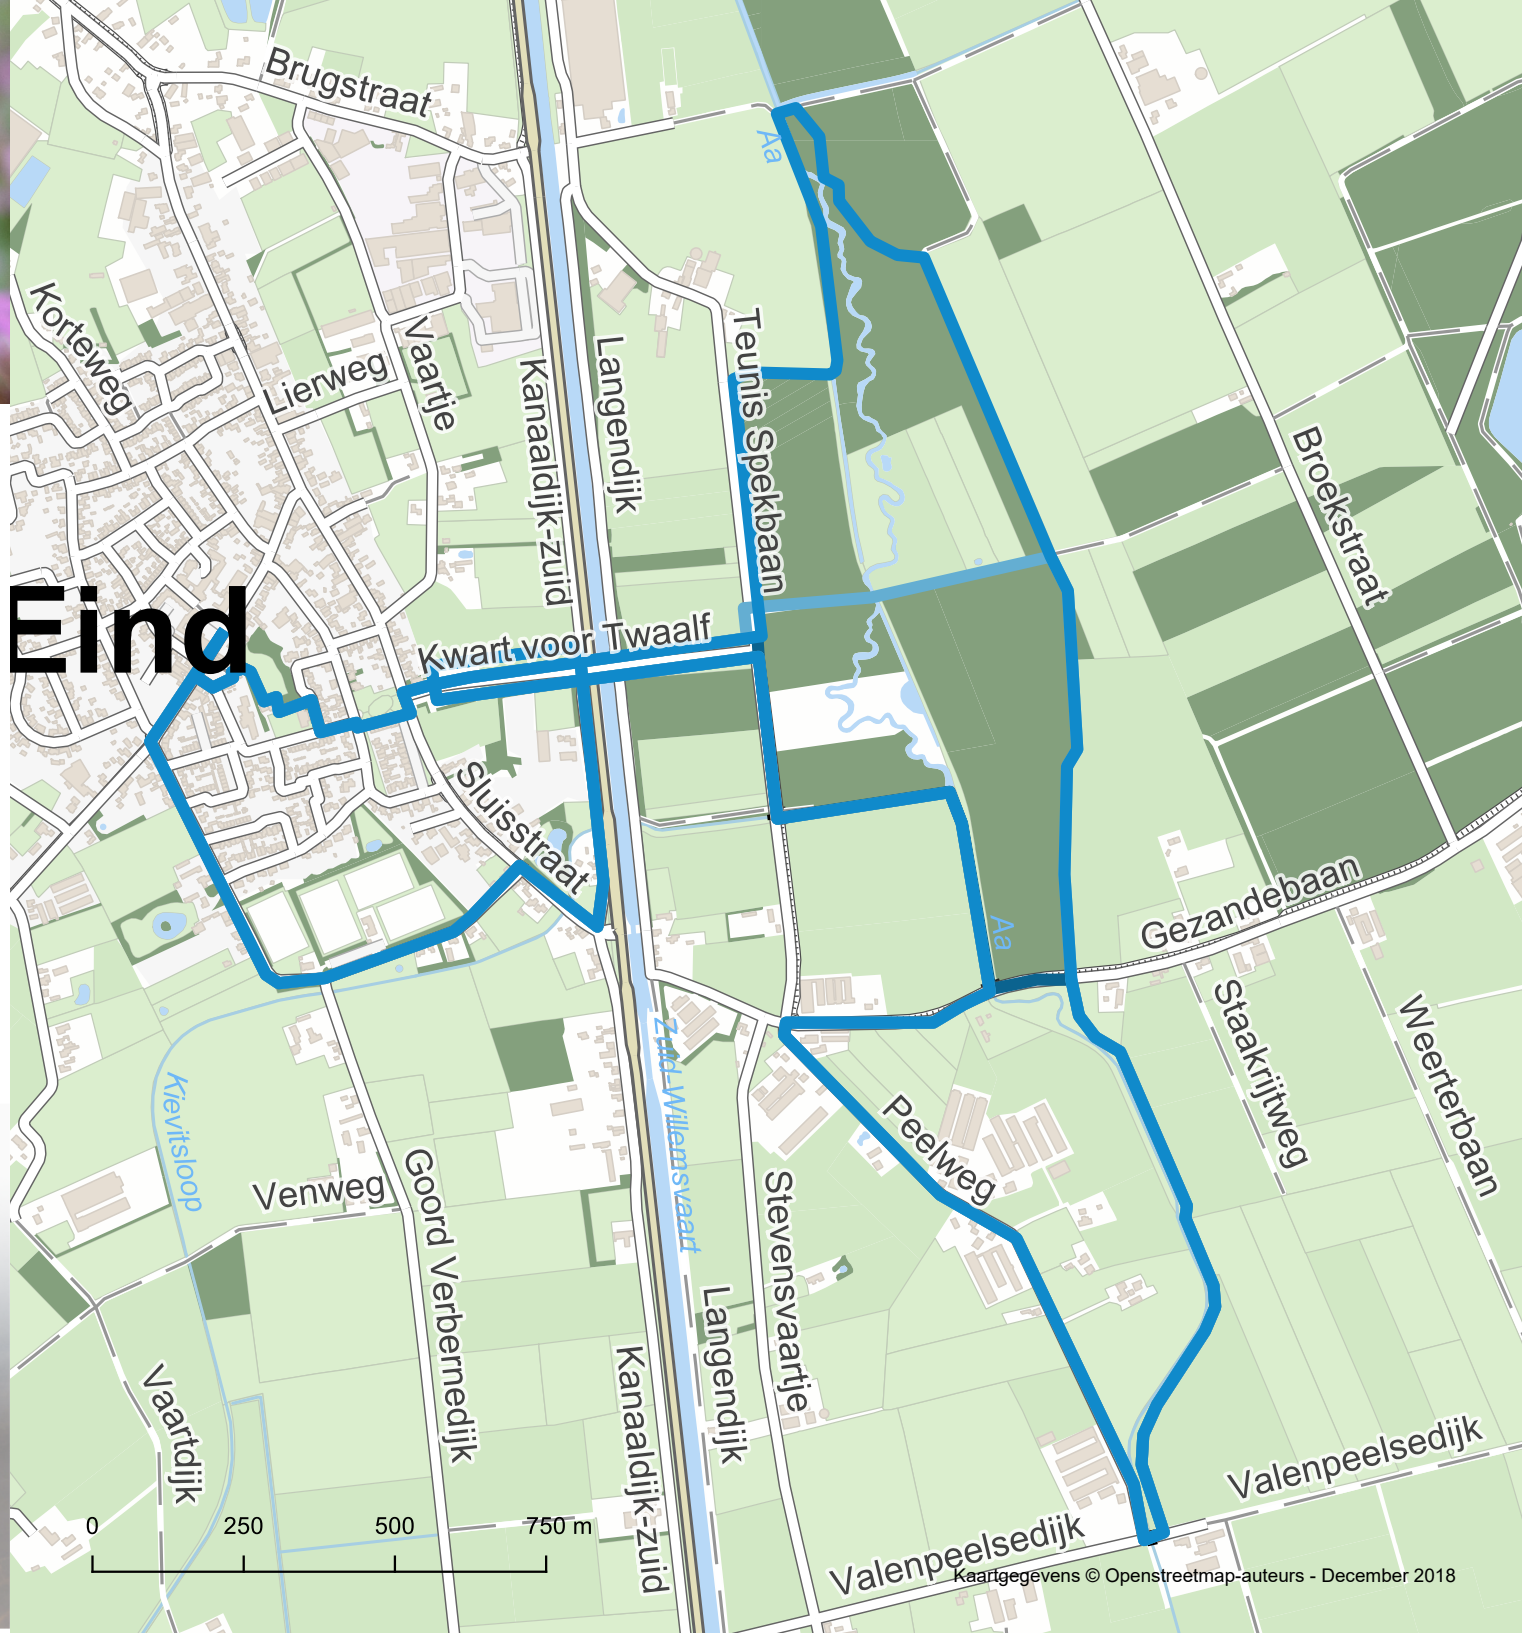 Brugstraat
Aa
Korteweg
Lierweg
Vaartje
Kanaaldijk-zuid
Langendijk
Teunis Spekbaan
Broekstraat
Eind
Kwart voor Twaalf
Sluisstraat
Gezandebaan
Aa
Staakrijtweg
Weerterbaan
Kievitsloop
Zuid-Willemsvaart
Peelweg
Venweg
Goord Verbernedijk
Stevensvaartje
Langendijk
Kanaaldijk-zuid
Vaartdijk
Valenpeelsedijk
Valenpeelsedijk
0 250 500 750 m
Kaartgegevens © Openstreetmap-auteurs - December 2018